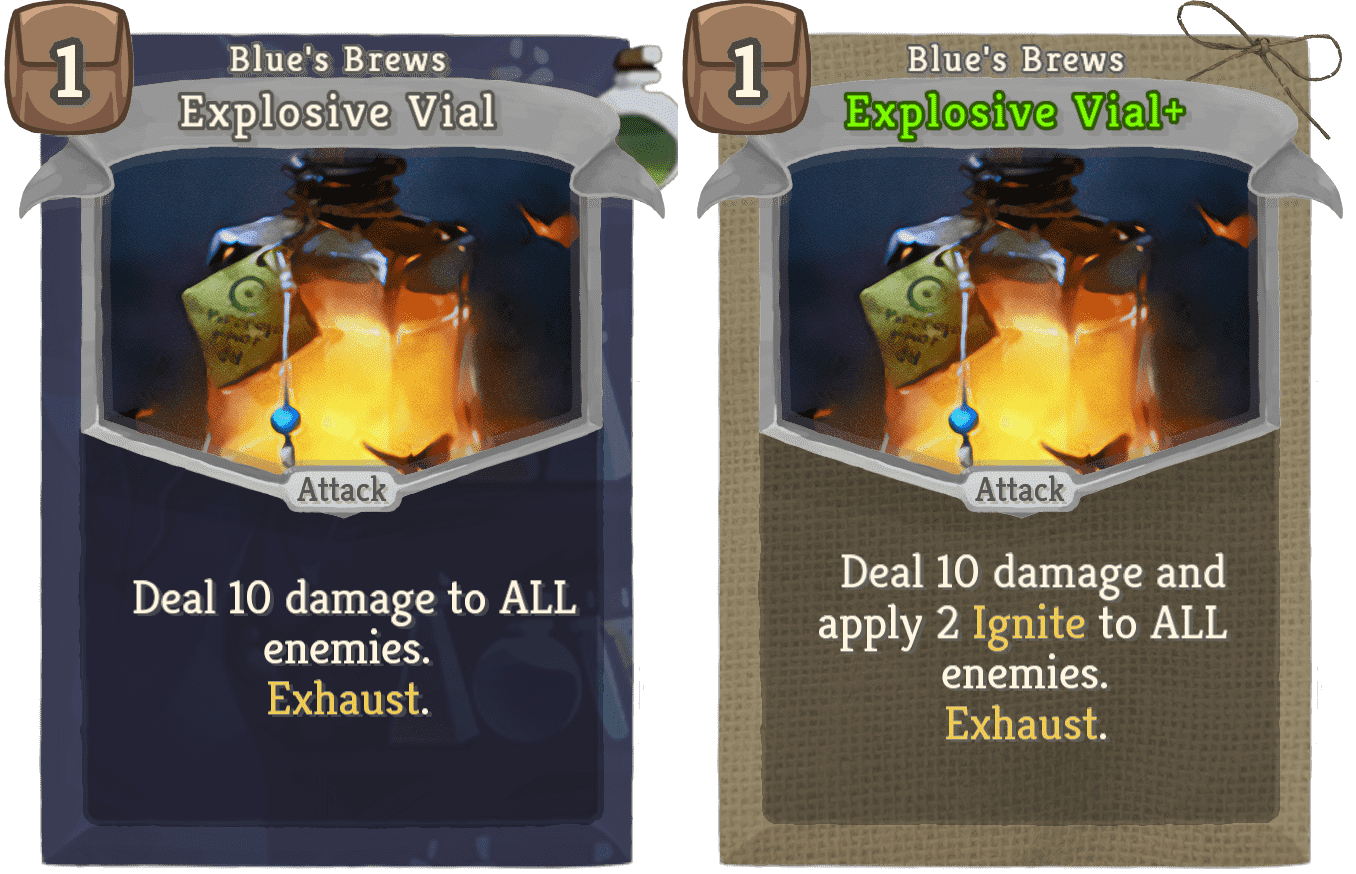 1
Blue's Brews
Explosive Vial
Attack
Deal 10 damage to ALL
enemies.
Exhaust.
1
Blue's Brews
Explosive Vial+
Attack
Deal 10 damage and
apply 2 Ignite to ALL
enemies.
Exhaust.